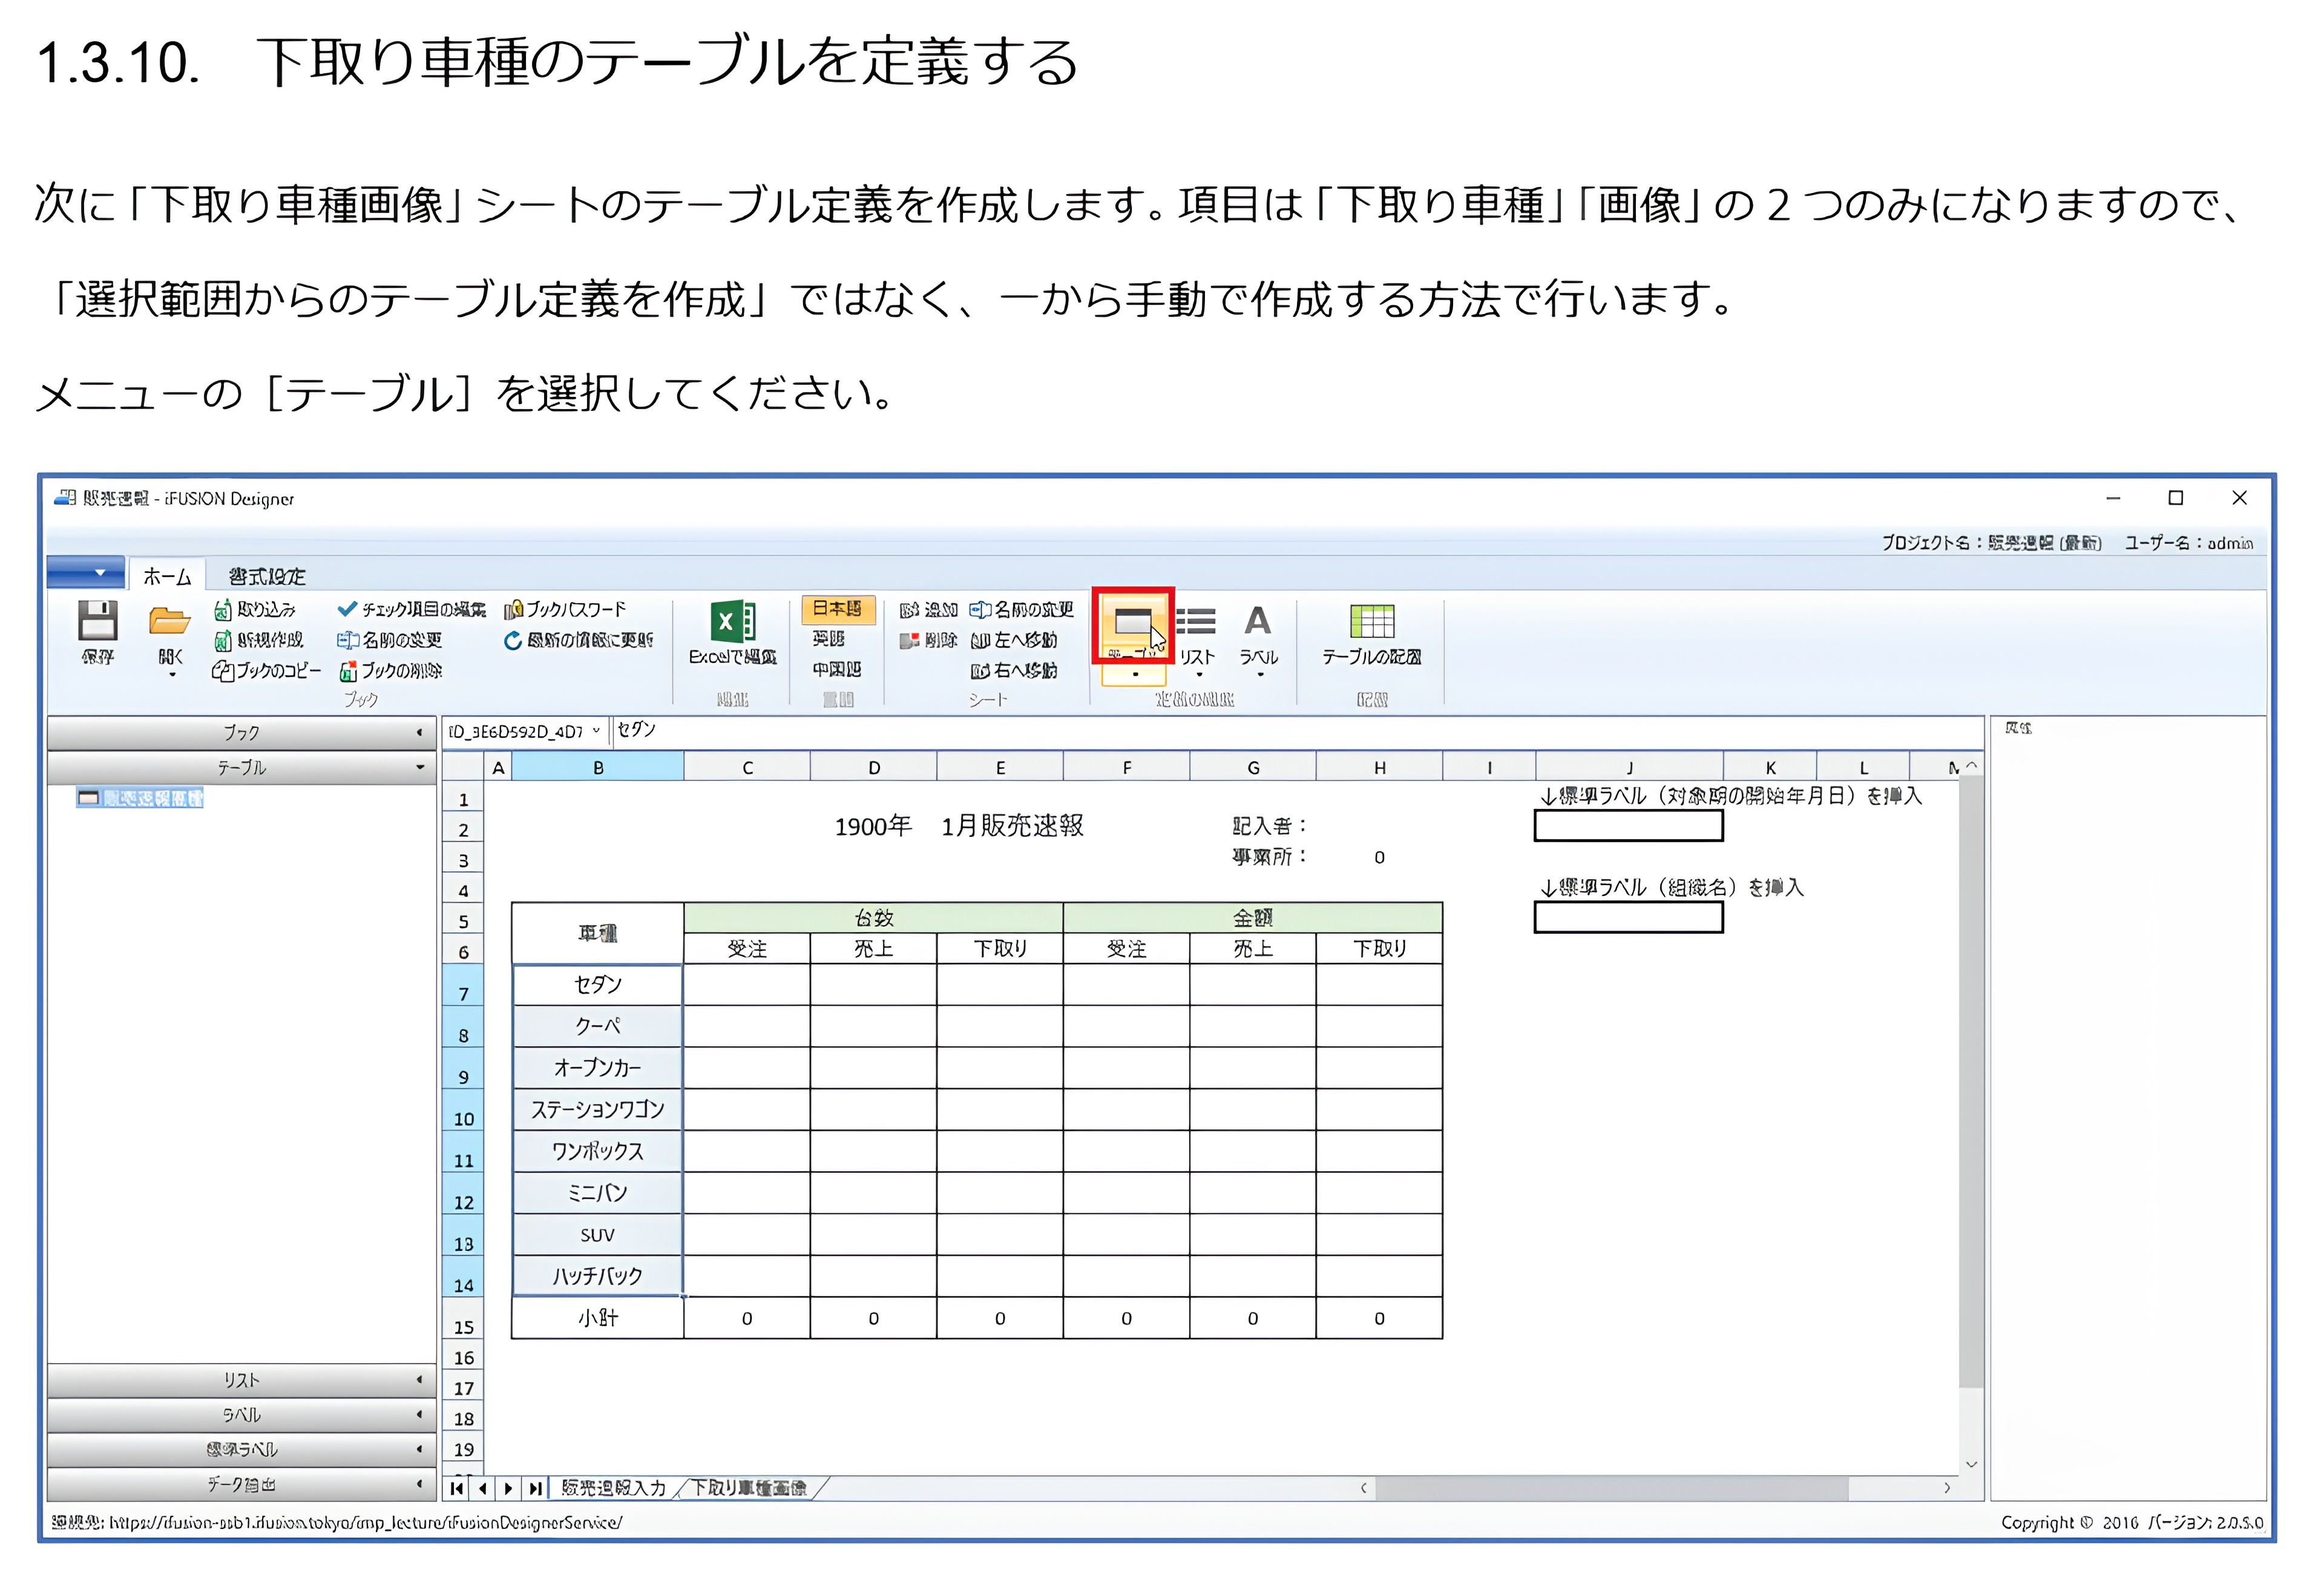 1.3.10. 下取り車種のテーブルを定義する
次に「下取り車種画像」シートのテーブル定義を作成します。項目は「下取り車種」「画像」の2つのみになりますので、
「選択範囲からのテーブル定義を作成」ではなく、一から手動で作成する方法で行います。
メニューの[テーブル]を選択してください。
販売速報 - iFUSION Designer
プロジェクト名:販売速報(最新) ユーザー名:admin
ホーム 書式設定
取り込み チェック項目の編集 ブックパスワード 日本語 追加 名前の変更
新規作成 名前の変更 最新の情報に更新 英語 削除 左へ移動
保存 開く Excelで編集 テーブル リスト ラベル テーブルの配置
ブックのコピー ブックの削除 中国語 右へ移動
ブック 編集 言語 シート 定義の編集 配置
ブック ID_3E6D592D_4D7 セダン
テーブル A B C D E F G H I J K L M
1 ↓標準ラベル(対象期の開始年月日)を挿入
2 1900年 1月販売速報 記入者:
3 事業所: 0
4 ↓標準ラベル(組織名)を挿入
5 車種 台数 金額
6 受注 売上 下取り 受注 売上 下取り
7 セダン
8 クーペ
9 オープンカー
10 ステーションワゴン
11 ワンボックス
12 ミニバン
13 SUV
14 ハッチバック
15 小計 0 0 0 0 0 0
16
17
18
19
リスト
ラベル
標準ラベル
データ抽出
販売速報入力 下取り車種画像
接続先: https://ifusion-ssb1.ifusion.tokyo/imp_lecture/iFusionDesignerService/
Copyright © 2016 バージョン: 2.0.5.0